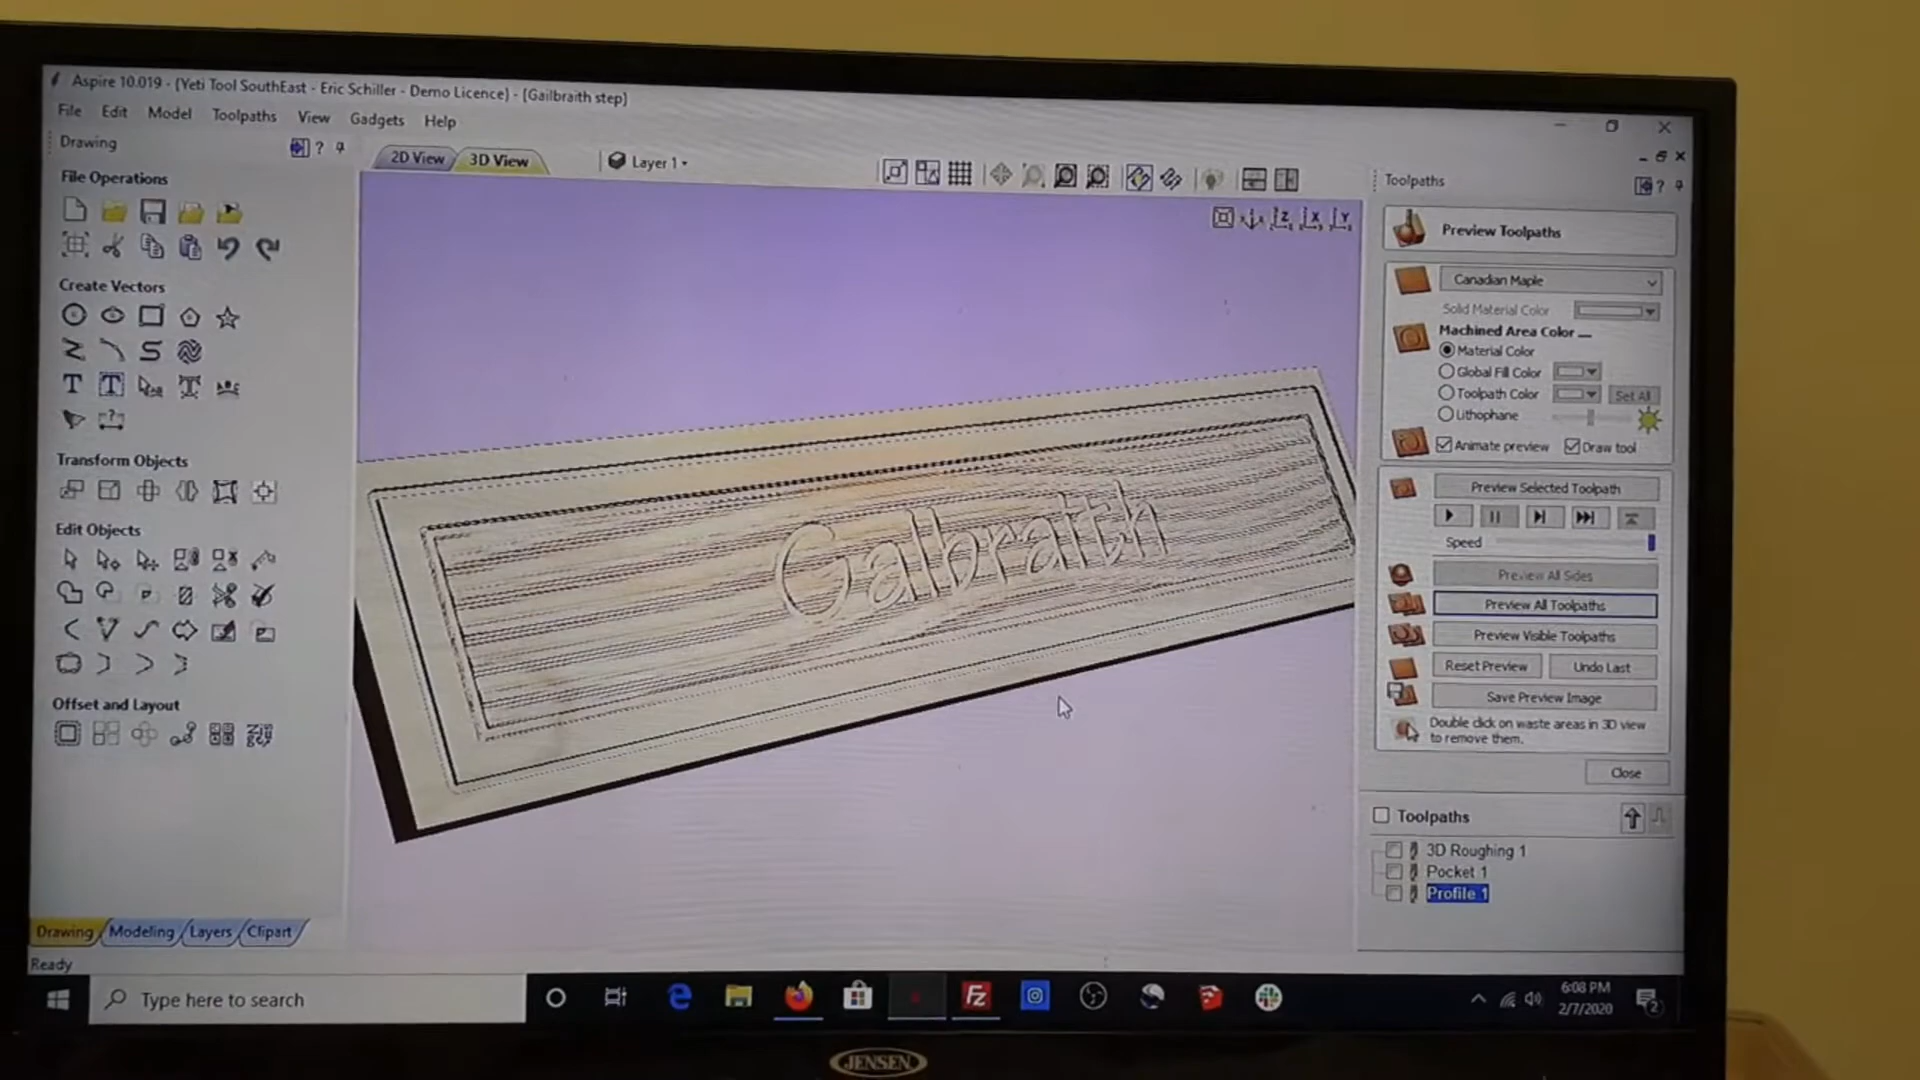 Aspire 10.019 - {Yeti Tool SouthEast - Eric Schiller - Demo Licence} - {Gailbraith step}
File Edit Model Toolpaths View Gadgets Help
Drawing
2D View 3D View Layer 1
File Operations
Create Vectors
Transform Objects
Edit Objects
Offset and Layout
Drawing Modeling Layers Clipart
Ready
Galbraith
Toolpaths
Preview Toolpaths
Canadian Maple
Solid Material Color
Machined Area Color ...
Material Color
Global Fill Color
Toolpath Color Set All
Lithophane
Animate preview Draw tool
Preview Selected Toolpath
Speed
Preview All Sides
Preview All Toolpaths
Preview Visible Toolpaths
Reset Preview Undo Last
Save Preview Image
Double click on waste areas in 3D view
to remove them.
Close
Toolpaths
3D Roughing 1
Pocket 1
Profile 1
Type here to search
6:08 PM
2/7/2020
2
JENSEN